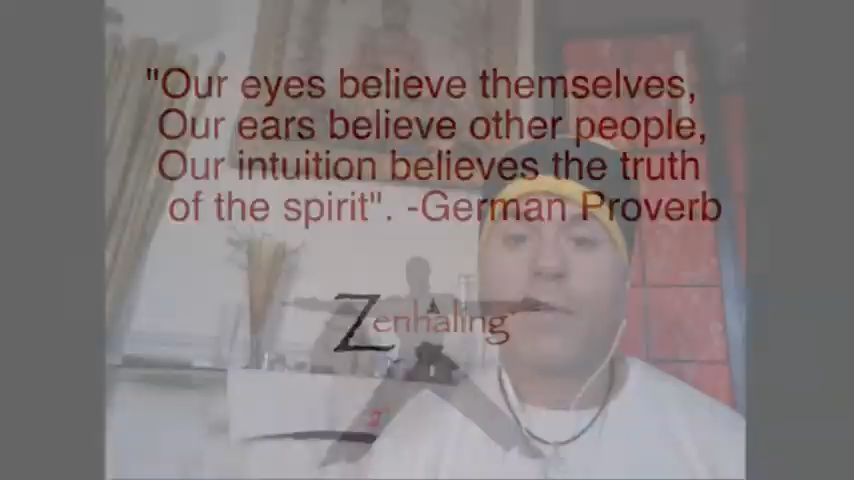 "Our eyes believe themselves,
Our ears believe other people,
Our intuition believes the truth
of the spirit". -German Proverb
Zenhaling